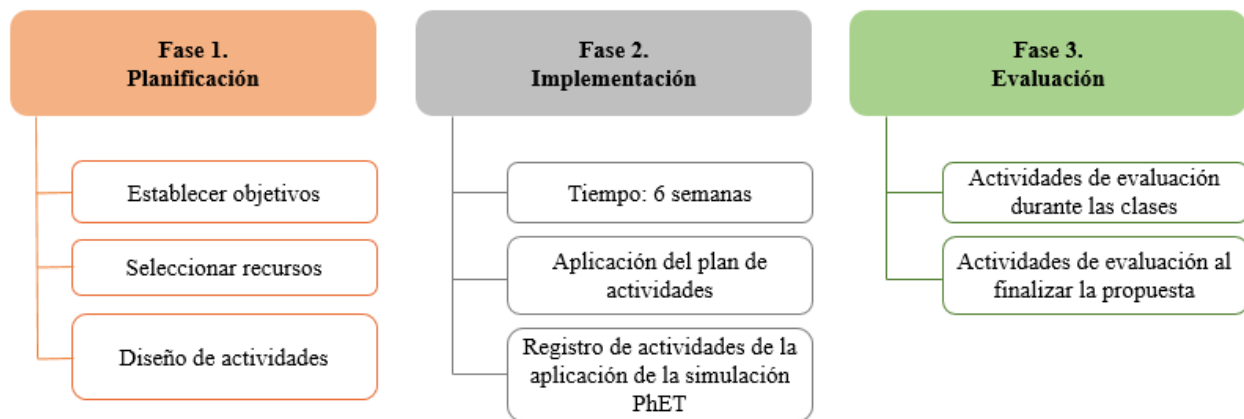 Fase 1.
Planificación
Establecer objetivos
Seleccionar recursos
Diseño de actividades
Fase 2.
Implementación
Tiempo: 6 semanas
Aplicación del plan de
actividades
Registro de actividades de la
aplicación de la simulación
PhET
Fase 3.
Evaluación
Actividades de evaluación
durante las clases
Actividades de evaluación al
finalizar la propuesta